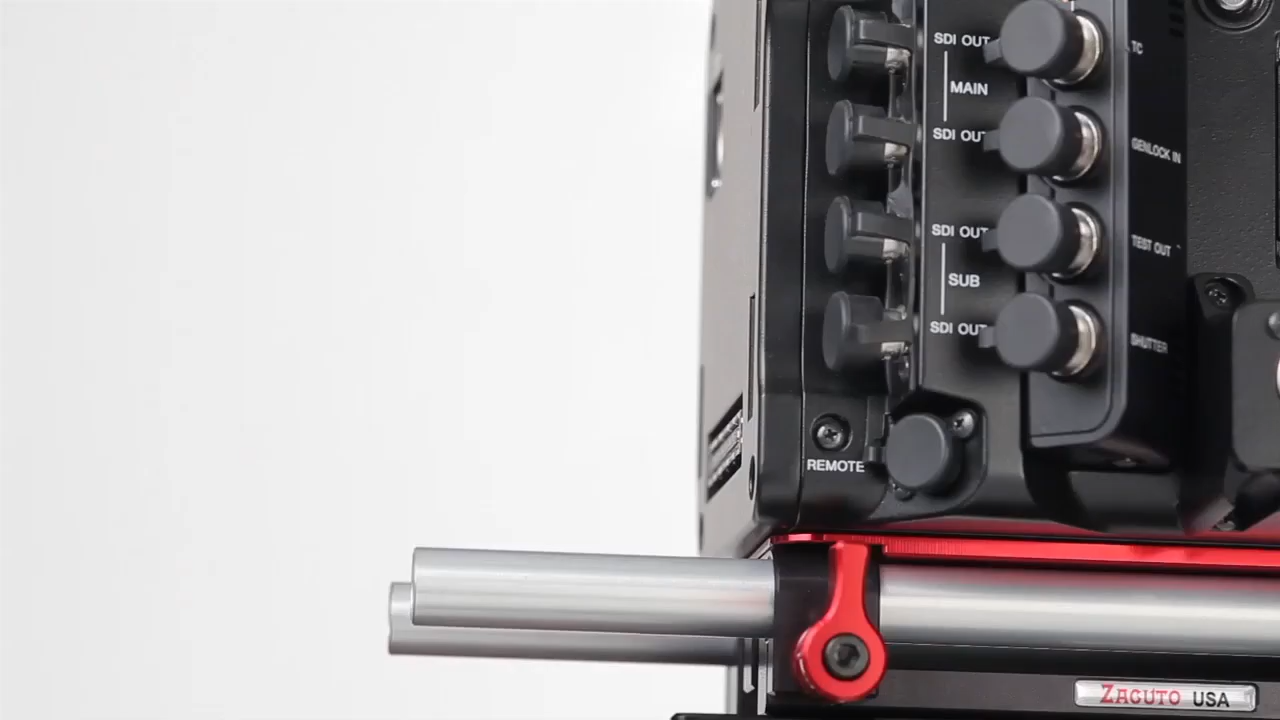 SDI OUT
MAIN
SDI OUT
SDI OUT
SUB
SDI OUT
TC
GENLOCK IN
TEST OUT
SHUTTER
REMOTE
ZACUTO USA